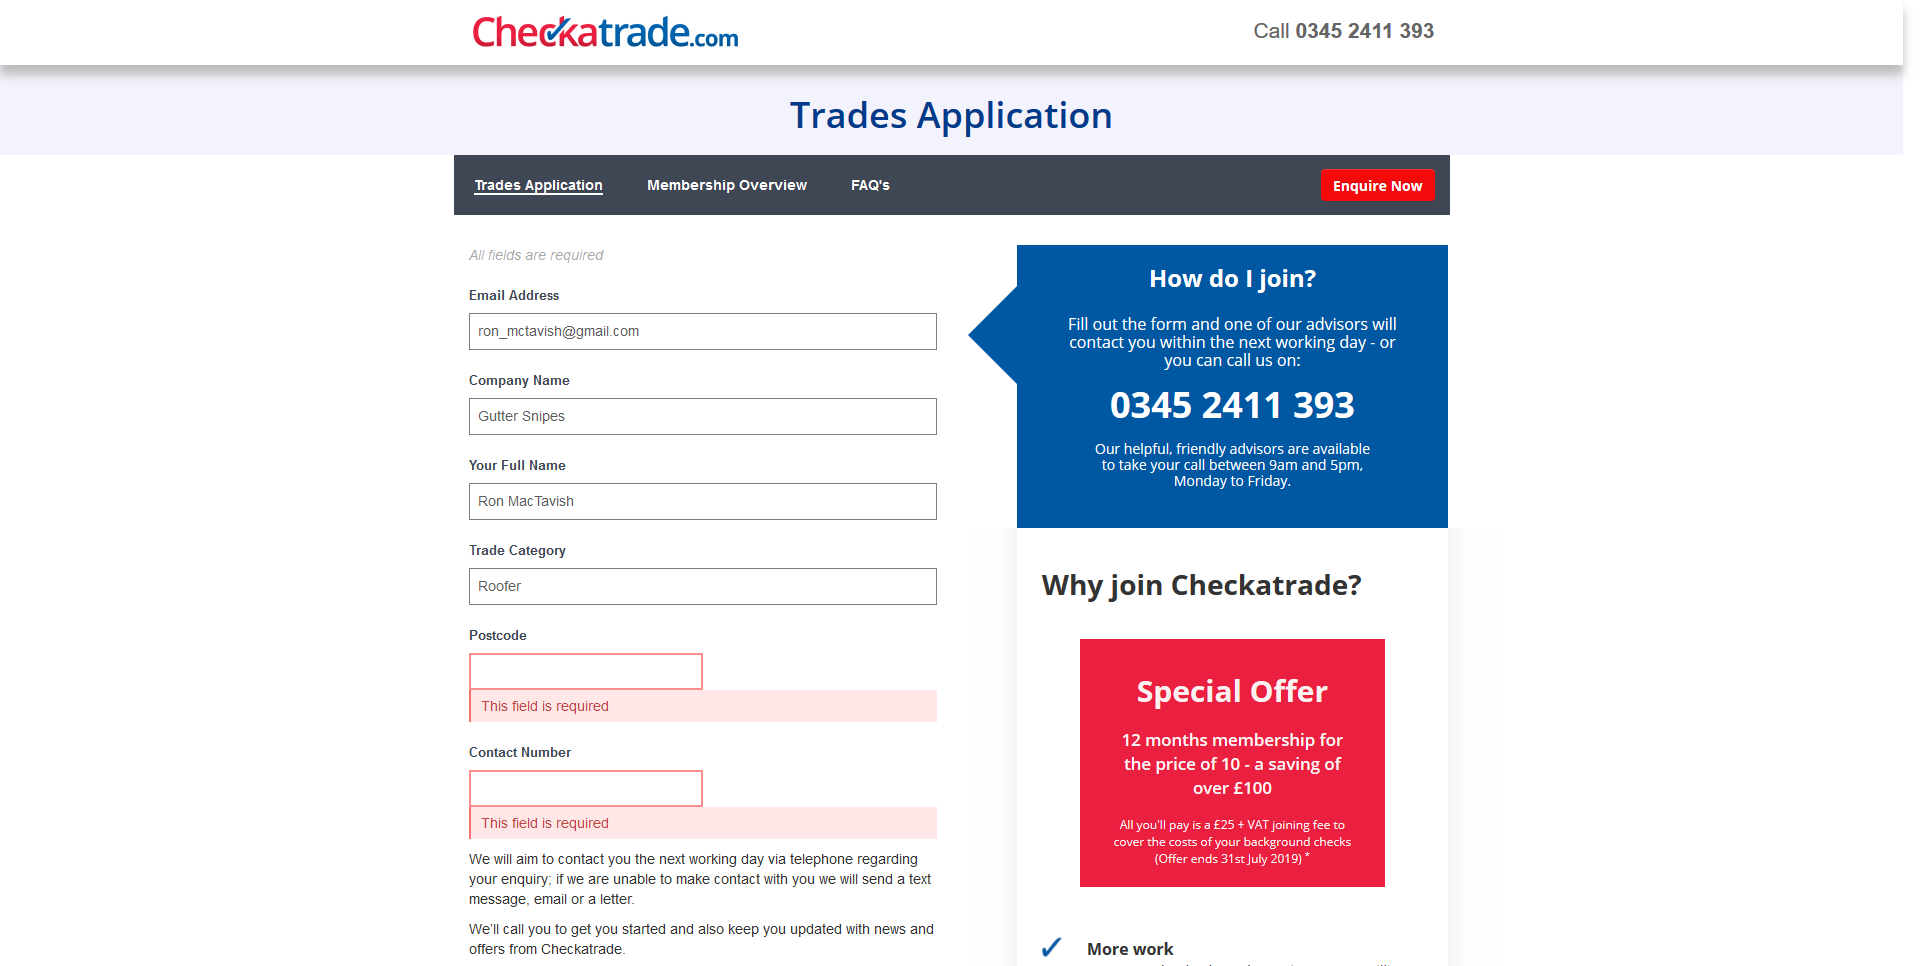 Checkatrade.com
Call 0345 2411 393
Trades Application
Trades Application
Membership Overview
FAQ's
Enquire Now
All fields are required
Email Address
ron_mctavish@gmail.com
Company Name
Gutter Snipes
Your Full Name
Ron MacTavish
Trade Category
Roofer
Postcode
This field is required
Contact Number
This field is required
We will aim to contact you the next working day via telephone regarding
your enquiry; if we are unable to make contact with you we will send a text
message, email or a letter.
We'll call you to get you started and also keep you updated with news and
offers from Checkatrade.
How do I join?
Fill out the form and one of our advisors will
contact you within the next working day - or
you can call us on:
0345 2411 393
Our helpful, friendly advisors are available
to take your call between 9am and 5pm,
Monday to Friday.
Why join Checkatrade?
Special Offer
12 months membership for
the price of 10 - a saving of
over £100
All you'll pay is a £25 + VAT joining fee to
cover the costs of your background checks
(Offer ends 31st July 2019) *
More work